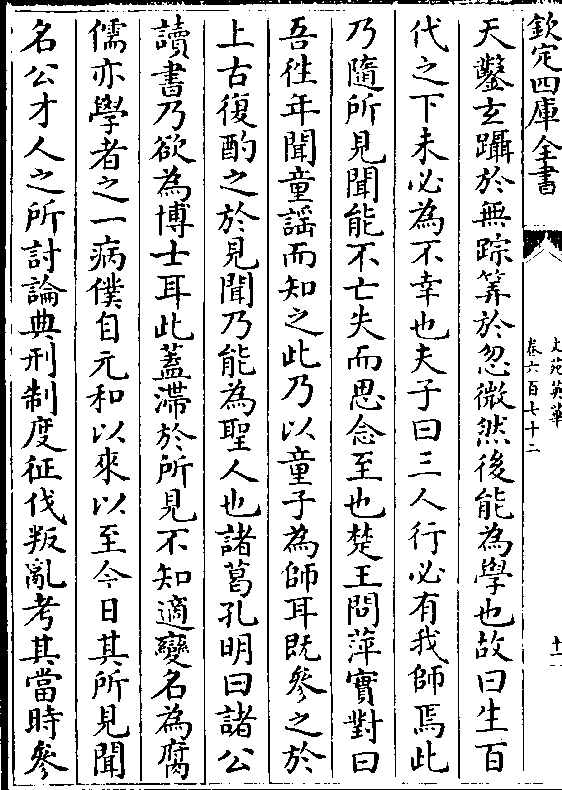 欽定四庫全書
文苑英華
卷六百七十二
十一
天鑿玄躡於無踪筭於忽微然後能為學也故曰生百
代之下未必為不幸也夫子曰三人行必有我師焉此
乃隨所見聞能不亡失而思念至也楚王問萍實對曰
吾徃年聞童謡而知之此乃以童子為師耳既參之於
上古復酌之於見聞乃能為聖人也諸葛孔明曰諸公
讀書乃欲為博士耳此蓋滯於所見不知適變名為腐
儒亦學者之一病僕自元和以來以至今日其所見聞
名公才人之所討論典刑制度征伐叛亂考其當時參